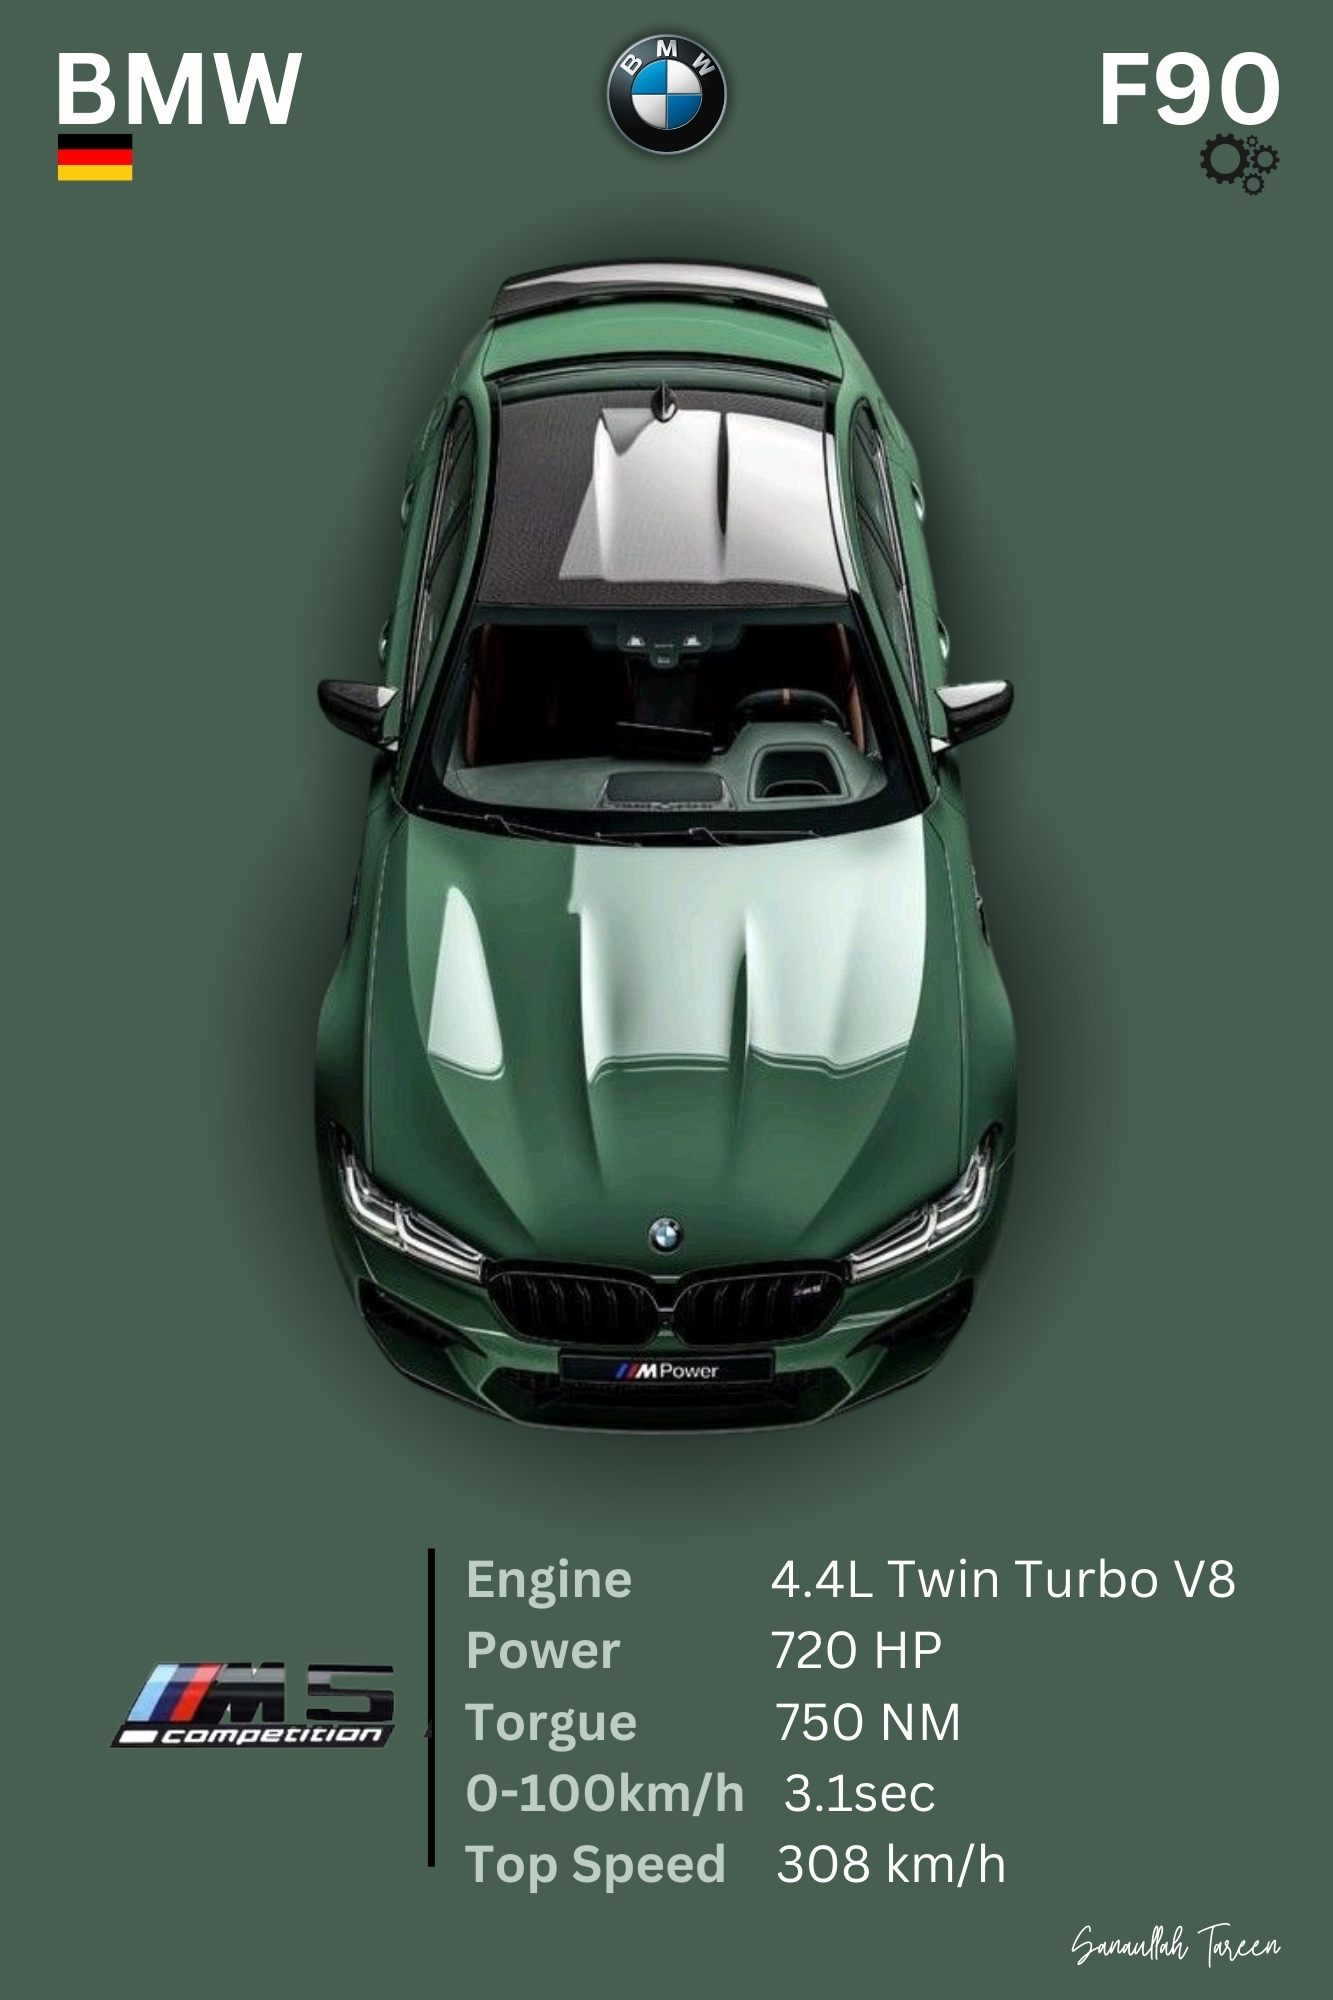 BMW
BMW
F90
M5
M Power
Engine 4.4L Twin Turbo V8
Power 720 HP
Torgue 750 NM
0-100km/h 3.1sec
Top Speed 308 km/h
M5
competition
Sanaullah Tareen